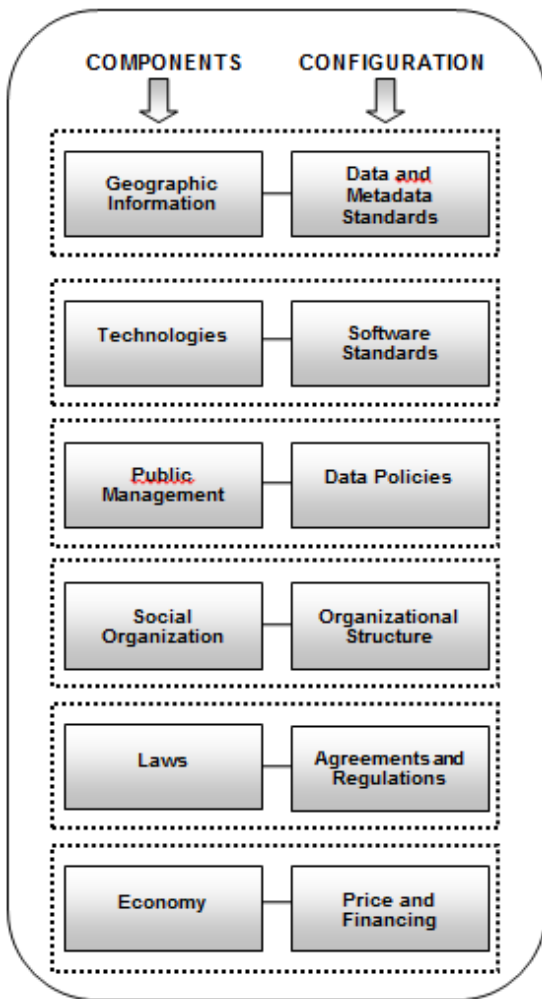 COMPONENTS CONFIGURATION
Geographic
Information
Data and
Metadata
Standards
Technologies
Software
Standards
Public
Management
Data Policies
Social
Organization
Organizational
Structure
Laws
Agreements and
Regulations
Economy
Price and
Financing